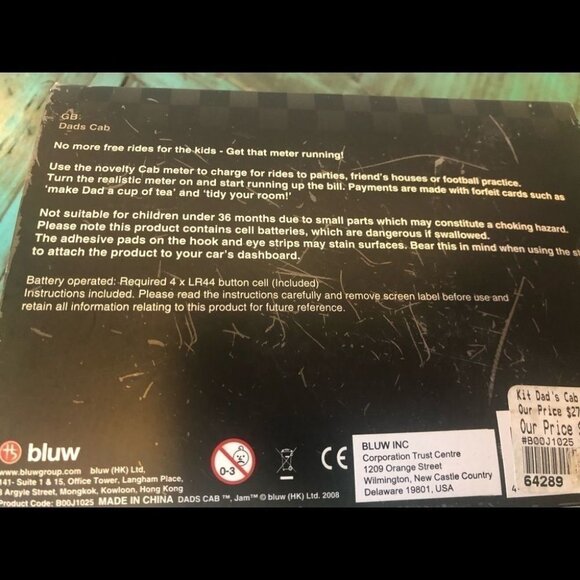 GB
Dads Cab
No more free rides for the kids - Get that meter running!
Use the novelty Cab meter to charge for rides to parties, friend's houses or football practice.
Turn the realistic meter on and start running up the bill. Payments are made with forfeit cards such as
'make Dad a cup of tea' and 'tidy your room!'
Not suitable for children under 36 months due to small parts which may constitute a choking hazard.
Please note this product contains cell batteries, which are dangerous if swallowed.
The adhesive pads on the hook and eye strips may stain surfaces. Bear this in mind when using the
to attach the product to your car's dashboard.
Battery operated: Required 4 x LR44 button cell (Included)
Instructions included. Please read the instructions carefully and remove screen label before use and
retain all information relating to this product for future reference.
bluw
www.bluwgroup.com bluw (HK) Ltd,
141- Suite 1 & 15, Office Tower, Langham Place,
8 Argyle Street, Mongkok, Kowloon, Hong Kong
Product Code: B00J1025 MADE IN CHINA DADS CAB ™, Jam™ © bluw (HK) Ltd. 2008
0-3
CE
BLUW INC
Corporation Trust Centre
1209 Orange Street
Wilmington, New Castle Country
Delaware 19801, USA
Kit Dad's Cab
Our Price $27
Our Price $
#B00J1025
64289